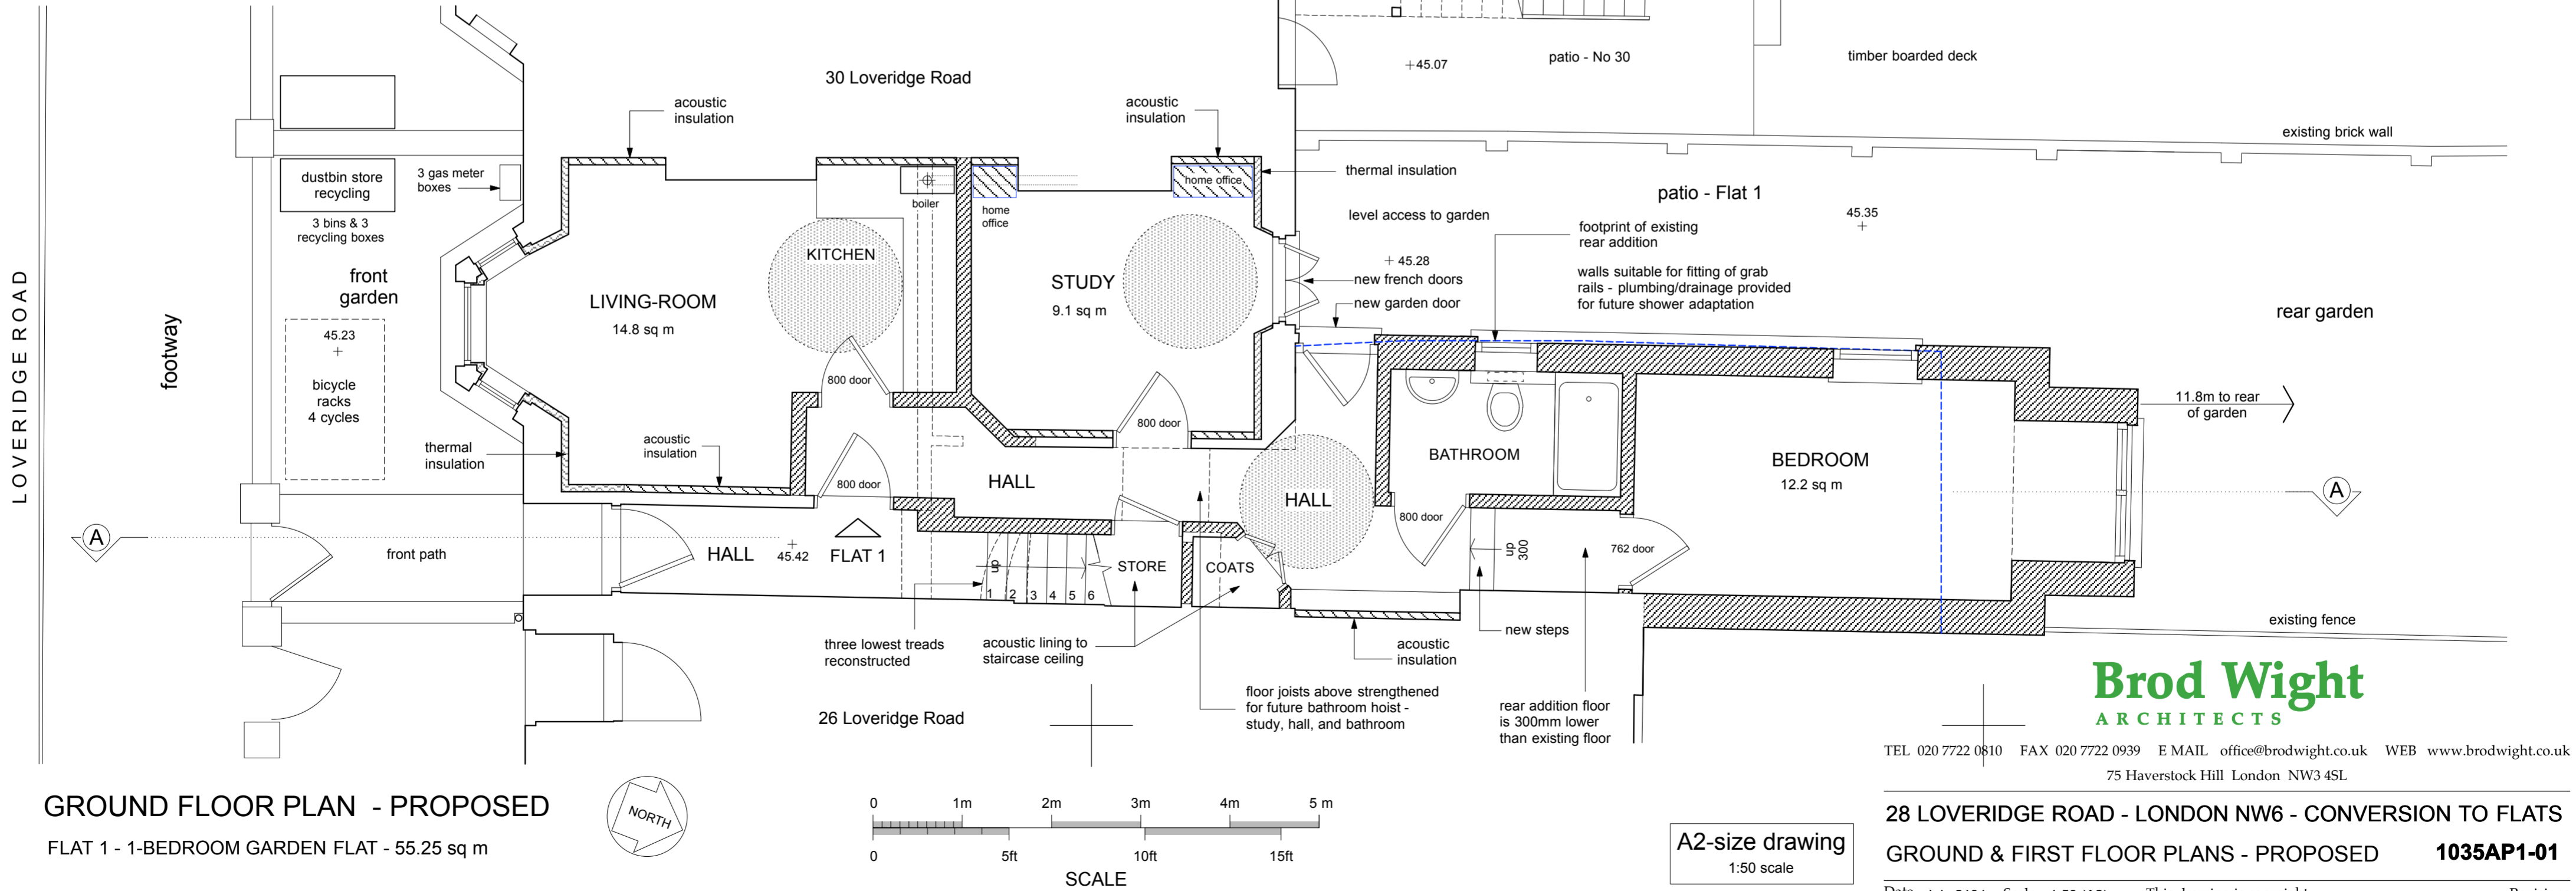 LOVERIDGE ROAD
footway
front
garden
dustbin store
recycling
3 bins & 3
recycling boxes
3 gas meter
boxes
45.23
bicycle
racks
4 cycles
front path
A
30 Loveridge Road
acoustic
insulation
acoustic
insulation
LIVING-ROOM
14.8 sq m
KITCHEN
boiler
home
office
home office
STUDY
9.1 sq m
800 door
800 door
800 door
thermal
insulation
acoustic
insulation
HALL
HALL
45.42
FLAT 1
up
1 2 3 4 5 6
STORE
COATS
HALL
three lowest treads
reconstructed
acoustic lining to
staircase ceiling
26 Loveridge Road
45.07
patio - No 30
timber boarded deck
existing brick wall
thermal insulation
level access to garden
patio - Flat 1
45.35
45.28
new french doors
new garden door
footprint of existing
rear addition
walls suitable for fitting of grab
rails - plumbing/drainage provided
for future shower adaptation
rear garden
BATHROOM
800 door
up
300
762 door
BEDROOM
12.2 sq m
11.8m to rear
of garden
A
new steps
acoustic
insulation
existing fence
floor joists above strengthened
for future bathroom hoist -
study, hall, and bathroom
rear addition floor
is 300mm lower
than existing floor
GROUND FLOOR PLAN - PROPOSED
FLAT 1 - 1-BEDROOM GARDEN FLAT - 55.25 sq m
NORTH
0 1m 2m 3m 4m 5 m
0 5ft 10ft 15ft
SCALE
A2-size drawing
1:50 scale
Brod Wight
ARCHITECTS
TEL 020 7722 0810 FAX 020 7722 0939 E MAIL office@brodwight.co.uk WEB www.brodwight.co.uk
75 Haverstock Hill London NW3 4SL
28 LOVERIDGE ROAD - LONDON NW6 - CONVERSION TO FLATS
GROUND & FIRST FLOOR PLANS - PROPOSED 1035AP1-01